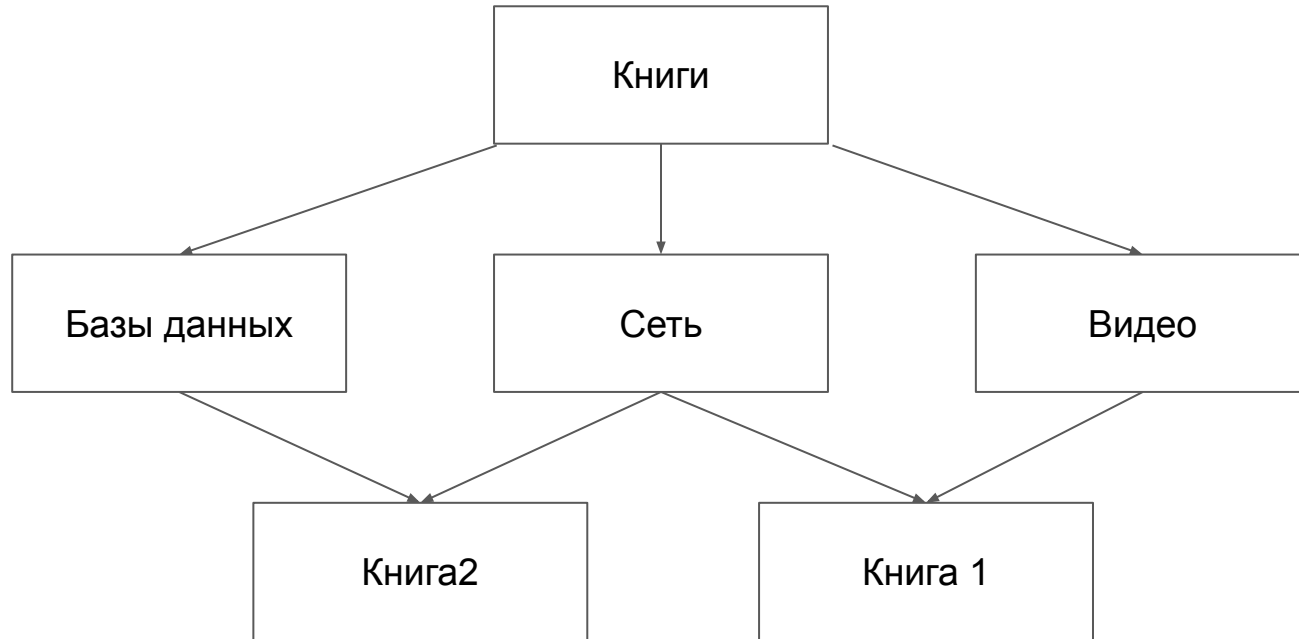 Книги
Базы данных
Сеть
Видео
Книга2
Книга 1